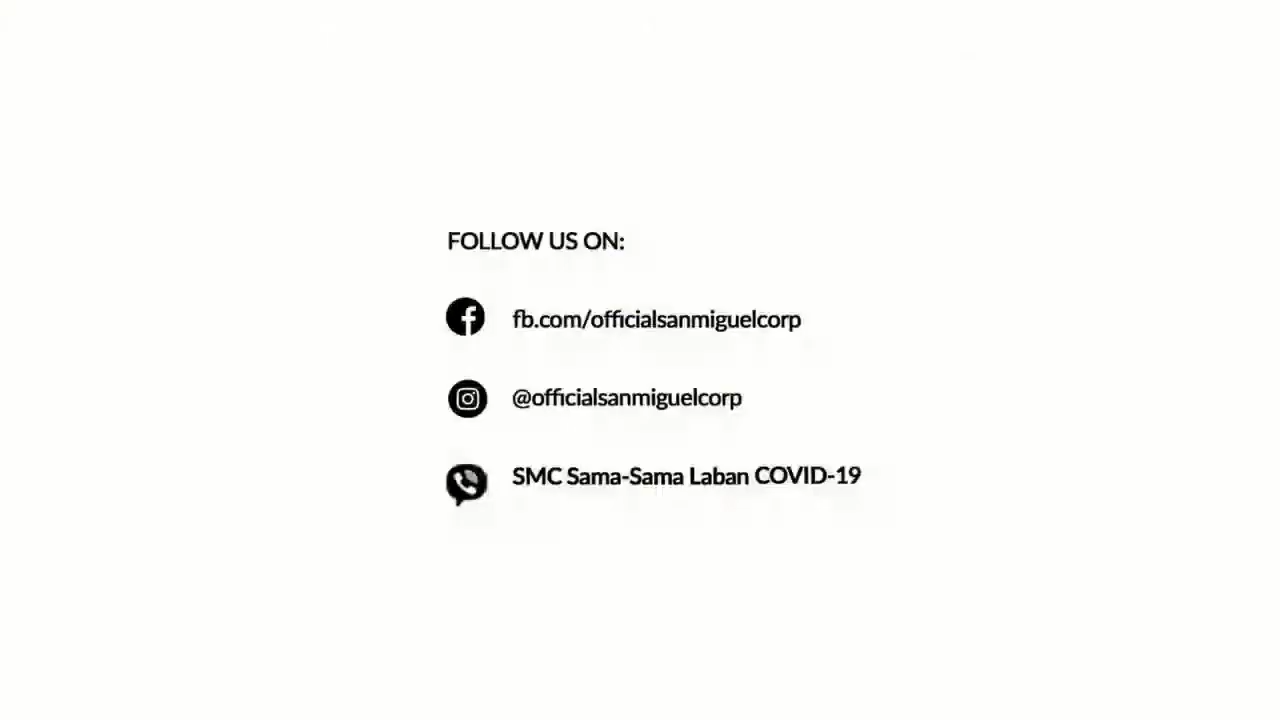 FOLLOW US ON:
fb.com/officialsanmiguelcorp
@officialsanmiguelcorp
SMC Sama-Sama Laban COVID-19